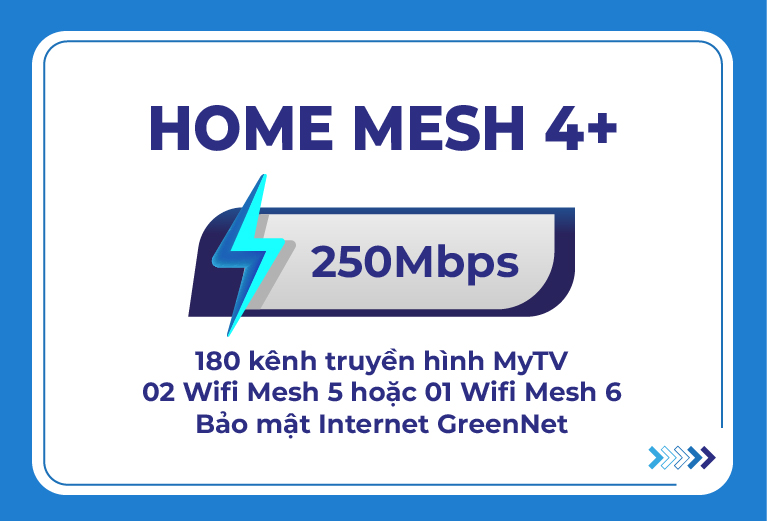 HOME MESH 4+
250Mbps
180 kênh truyền hình MyTV
02 Wifi Mesh 5 hoặc 01 Wifi Mesh 6
Bảo mật Internet GreenNet